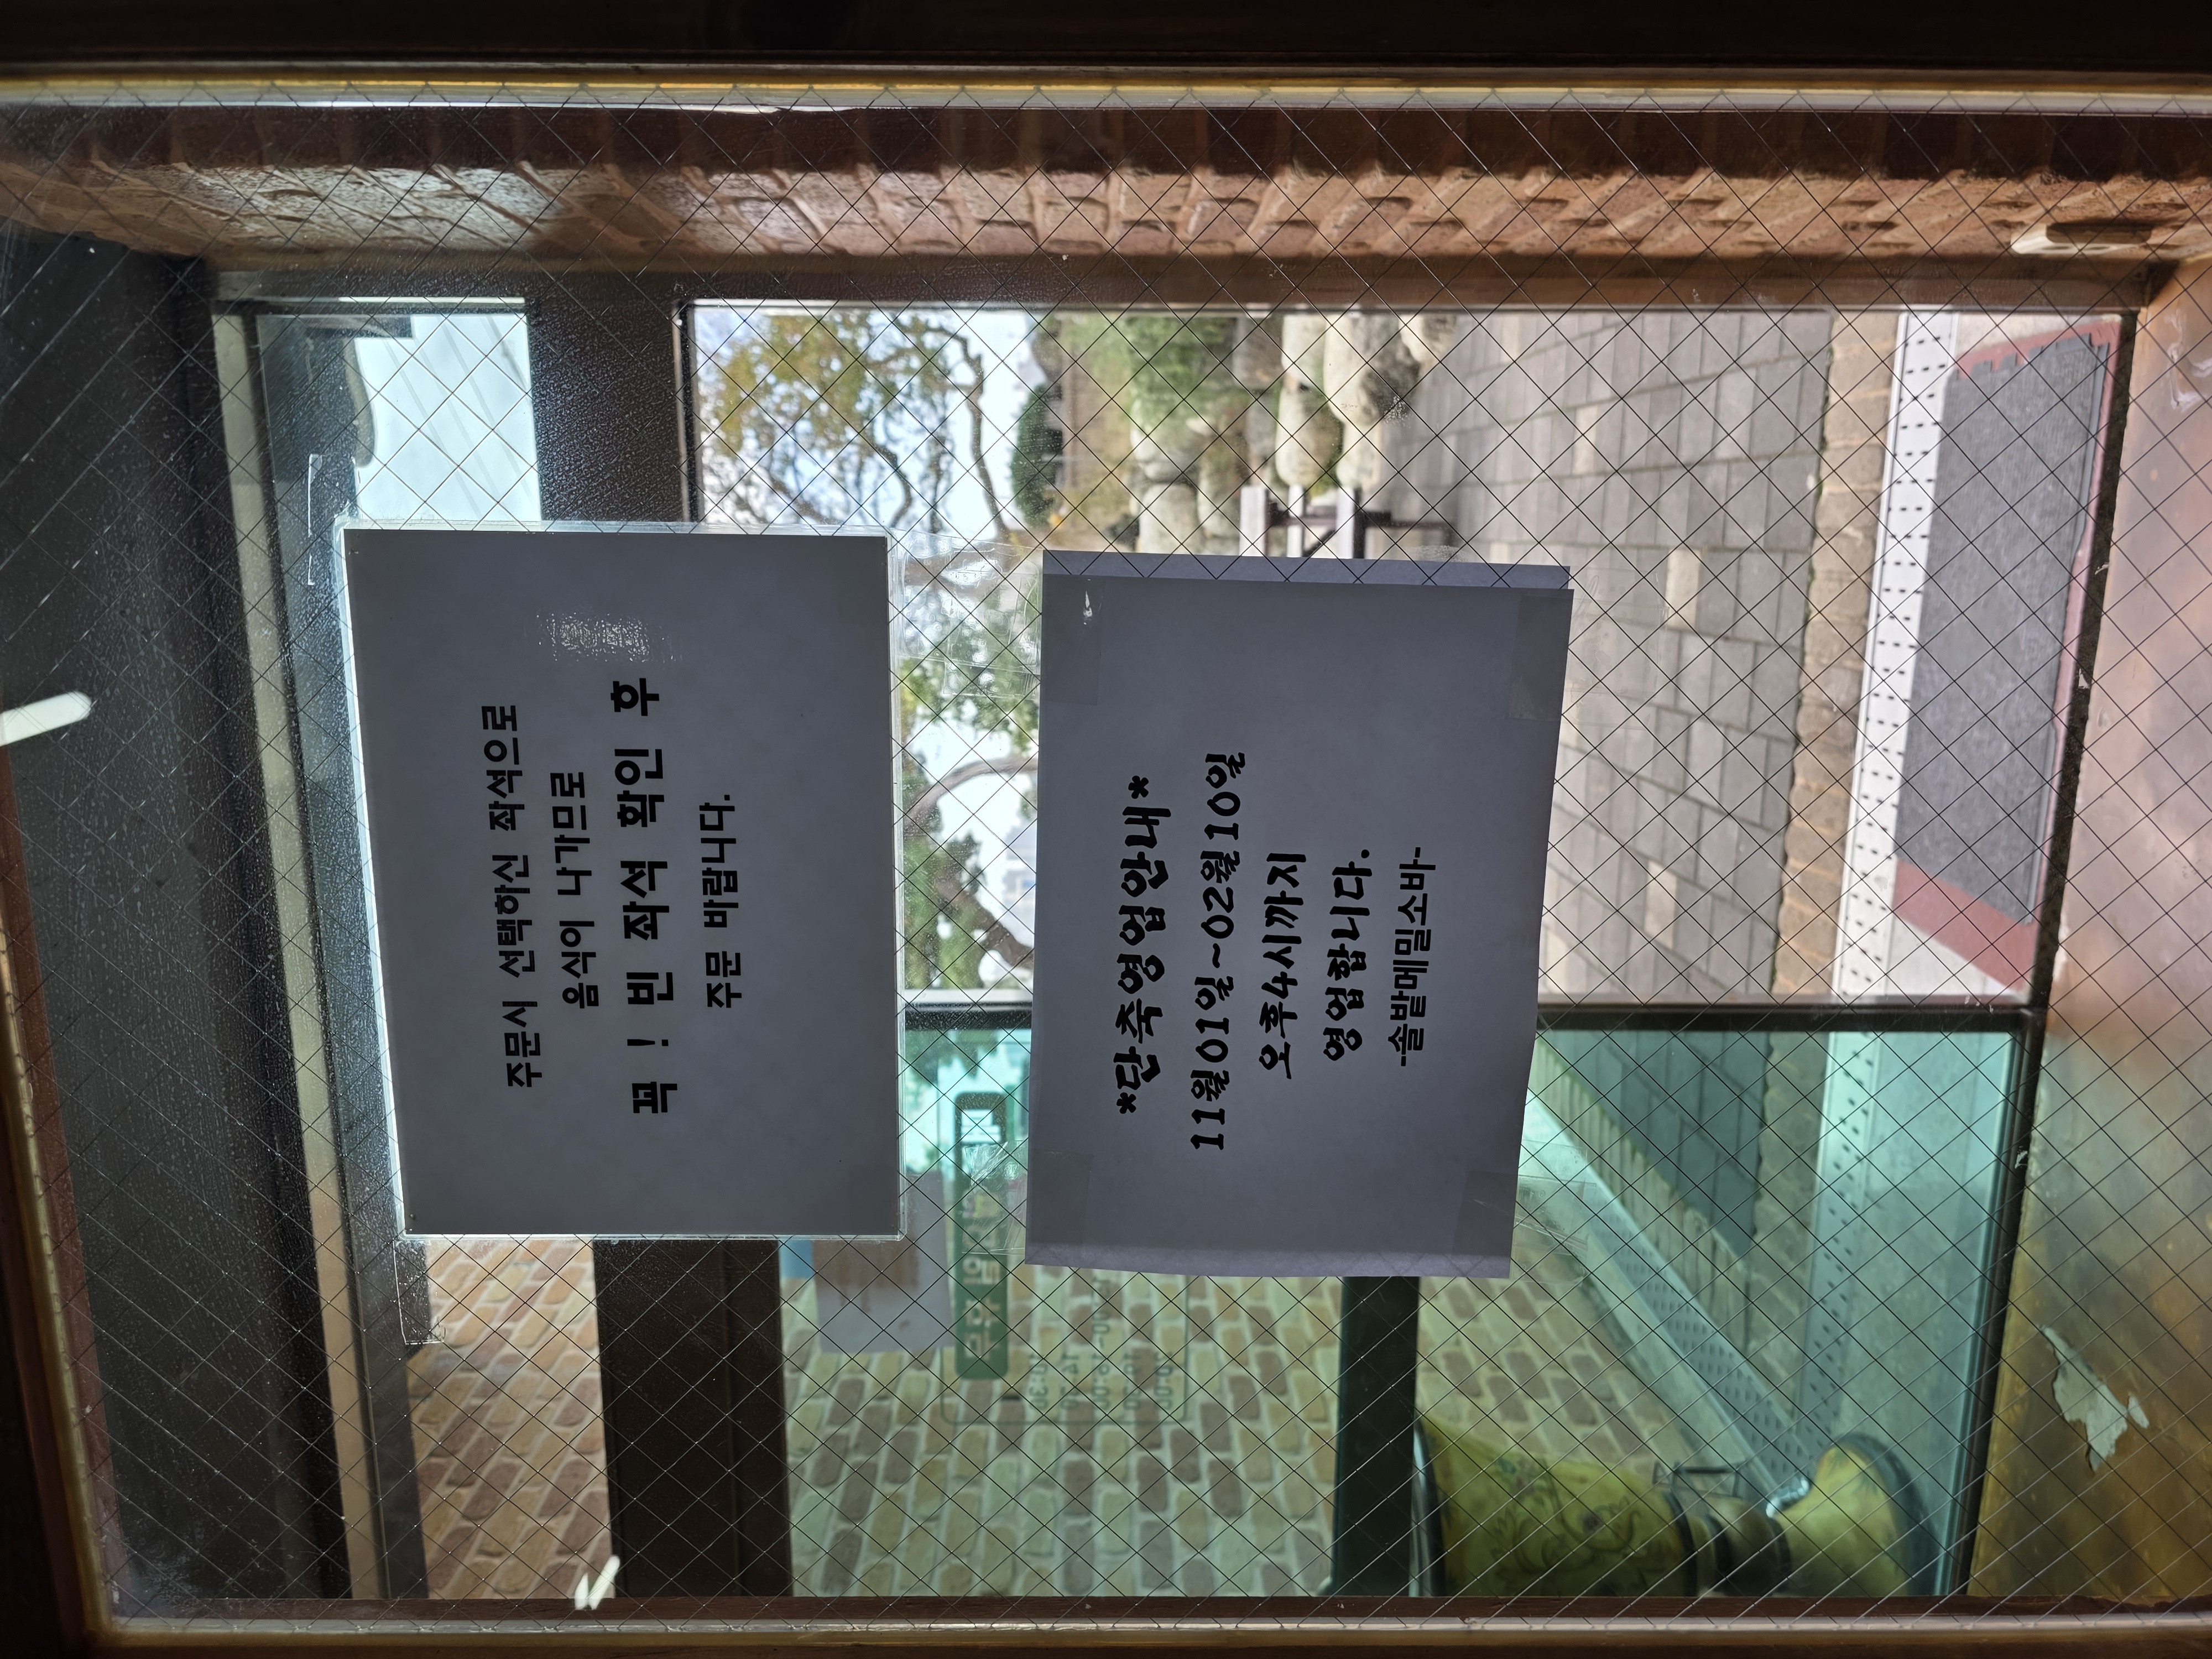 주문시 선택하신 좌석으로
음식이 나가므로
꼭 ! 빈 좌석 확인 후
주문 바랍니다.
*단축영업안내*
11월01일~02월10일
오후4시까지
영업합니다.
-솔밭메밀소바-